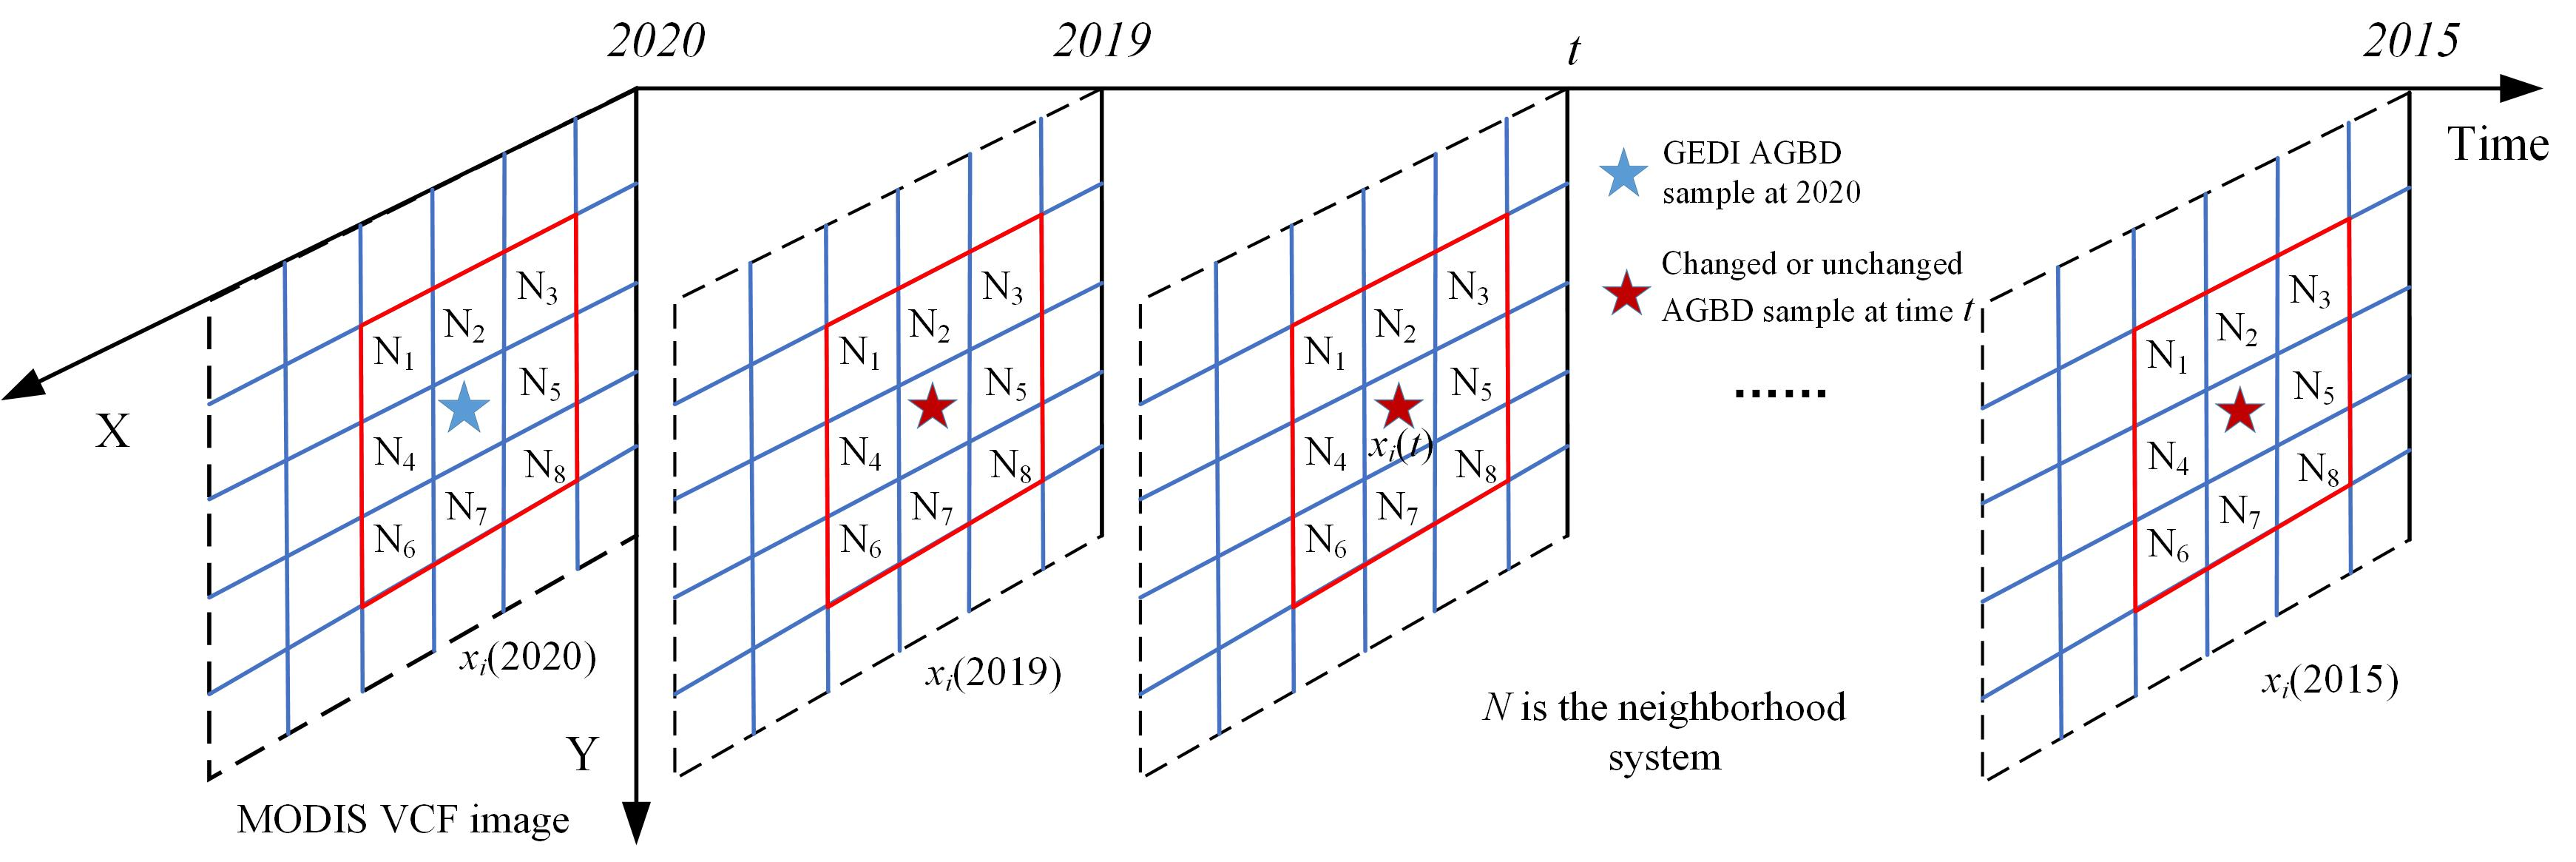 2020
2019
t
2015
Time
GEDI AGBD
sample at 2020
Changed or unchanged
AGBD sample at time t
X
Y
N₁
N₂
N₃
N₄
N₅
N₆
N₇
N₈
xᵢ(2020)
MODIS VCF image
N₁
N₂
N₃
N₄
N₅
N₆
N₇
N₈
xᵢ(2019)
N₁
N₂
N₃
N₄
xᵢ(t)
N₅
N₆
N₇
N₈
......
N is the neighborhood
system
N₁
N₂
N₃
N₄
N₅
N₆
N₇
N₈
xᵢ(2015)